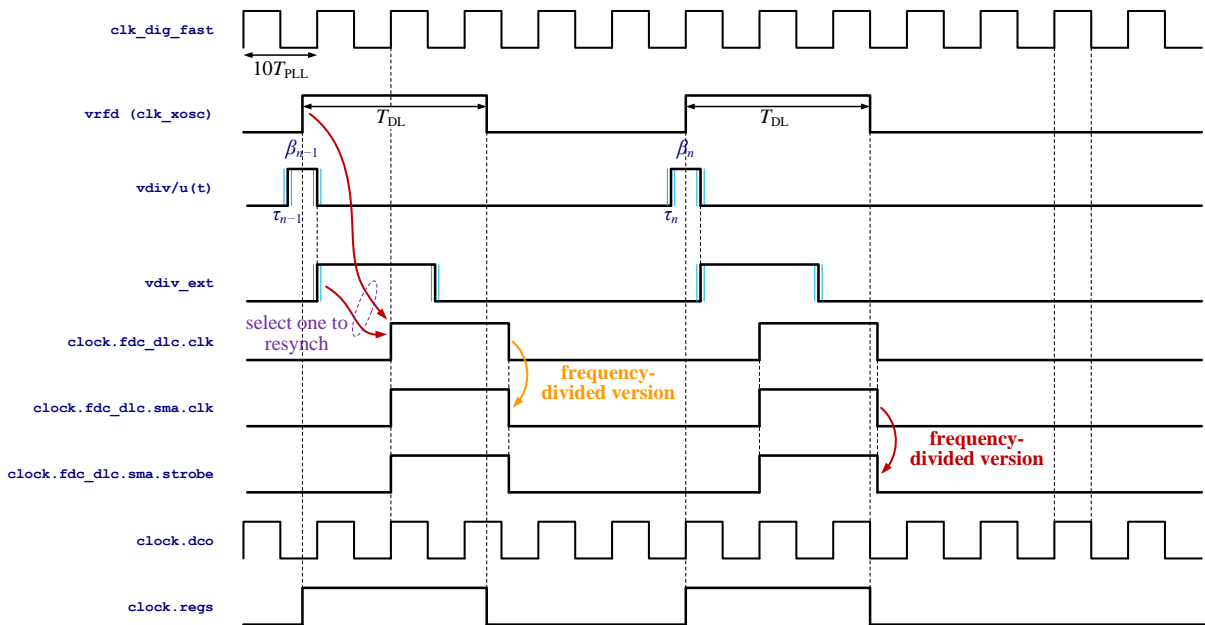 clk_dig_fast
10T_PLL
vrfd (clk_xosc)
T_DL
T_DL
β_n−1
β_n
vdiv/u(t)
τ_n−1
τ_n
vdiv_ext
select one to
resynch
clock.fdc_dlc.clk
frequency-
divided version
clock.fdc_dlc.sma.clk
frequency-
divided version
clock.fdc_dlc.sma.strobe
clock.dco
clock.regs